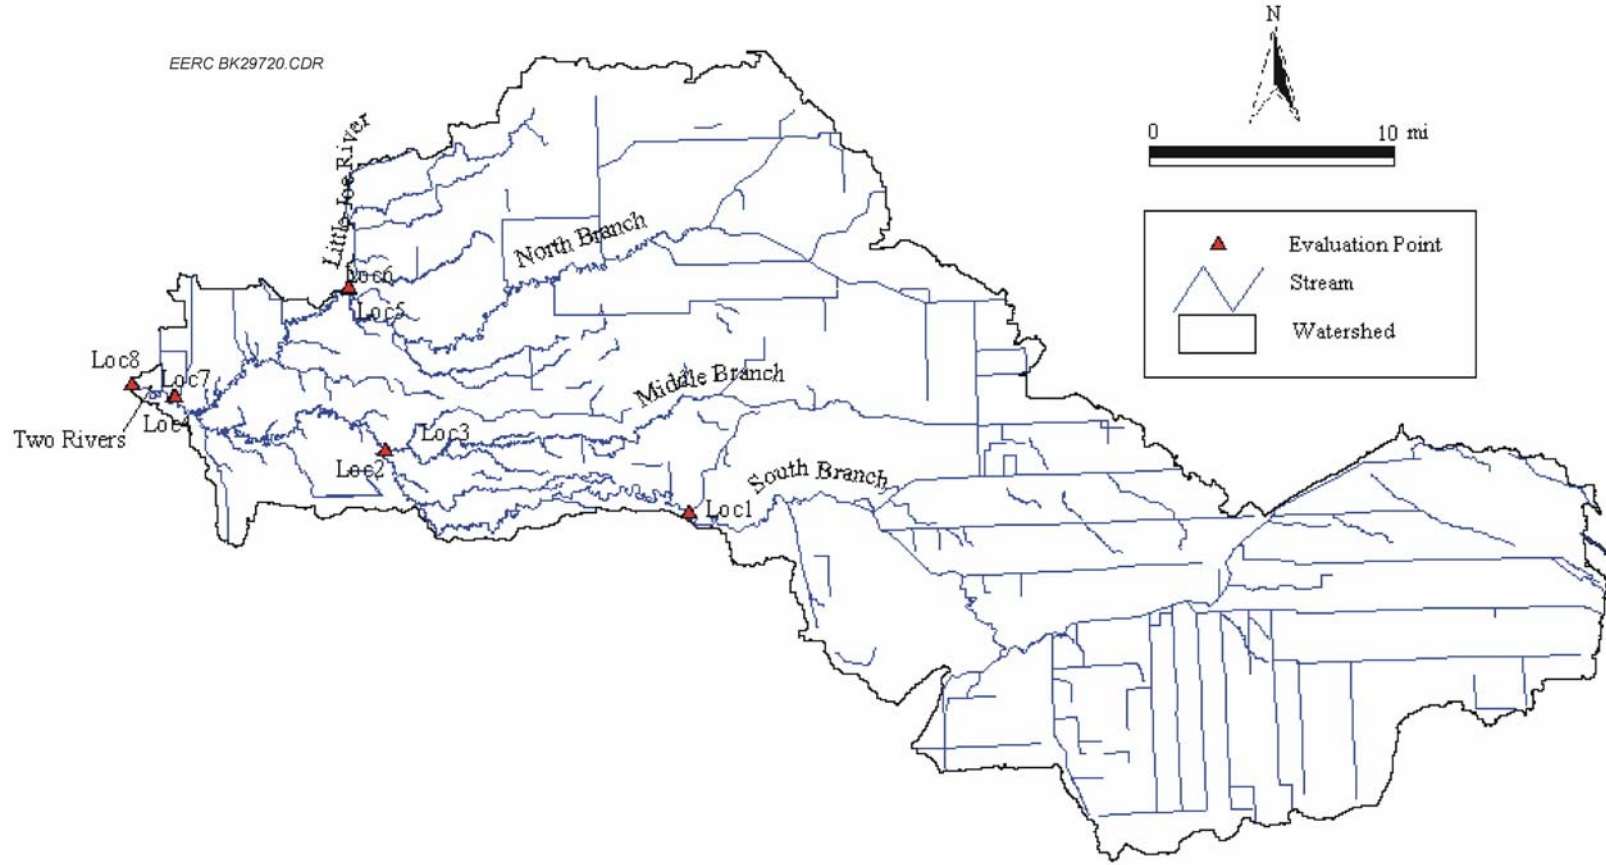 EERC BK29720.CDR
N
0 10 mi
Evaluation Point
Stream
Watershed
Little Joe River
North Branch
Loc6
Loc5
Loc8
Loc7
Middle Branch
Two Rivers
Loc4
Loc3
Loc2
South Branch
Loc1